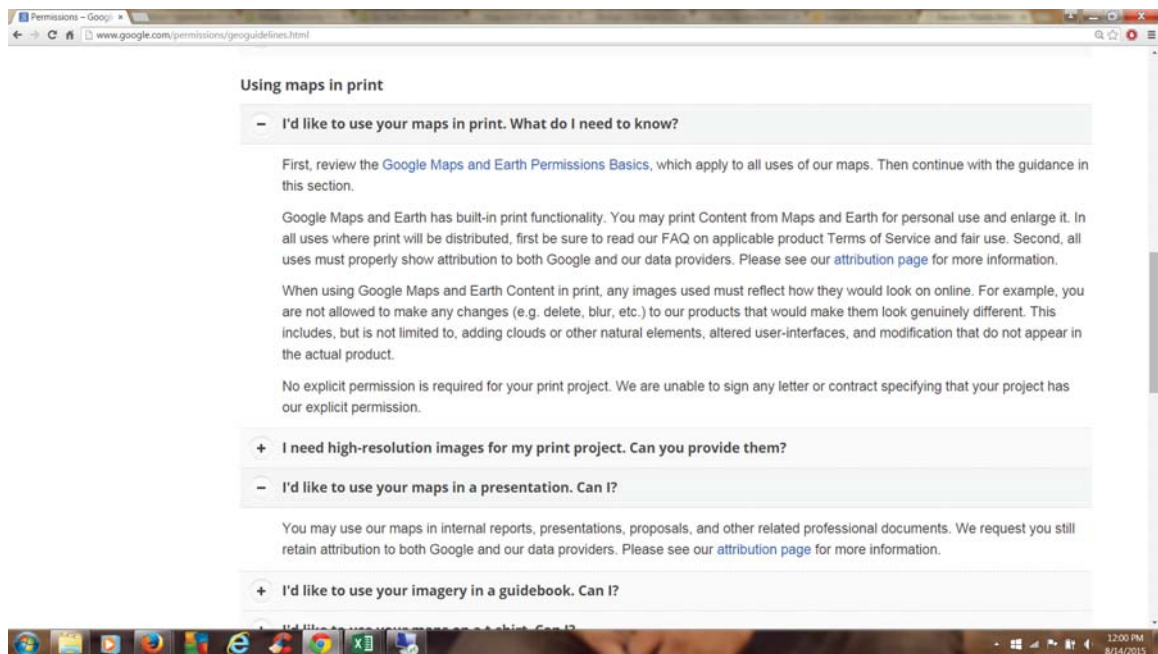 Permissions – Goog
www.google.com/permissions/geoguidelines.html
Using maps in print
I'd like to use your maps in print. What do I need to know?
First, review the Google Maps and Earth Permissions Basics, which apply to all uses of our maps. Then continue with the guidance in
this section.
Google Maps and Earth has built-in print functionality. You may print Content from Maps and Earth for personal use and enlarge it. In
all uses where print will be distributed, first be sure to read our FAQ on applicable product Terms of Service and fair use. Second, all
uses must properly show attribution to both Google and our data providers. Please see our attribution page for more information.
When using Google Maps and Earth Content in print, any images used must reflect how they would look on online. For example, you
are not allowed to make any changes (e.g. delete, blur, etc.) to our products that would make them look genuinely different. This
includes, but is not limited to, adding clouds or other natural elements, altered user-interfaces, and modification that do not appear in
the actual product.
No explicit permission is required for your print project. We are unable to sign any letter or contract specifying that your project has
our explicit permission.
I need high-resolution images for my print project. Can you provide them?
I'd like to use your maps in a presentation. Can I?
You may use our maps in internal reports, presentations, proposals, and other related professional documents. We request you still
retain attribution to both Google and our data providers. Please see our attribution page for more information.
I'd like to use your imagery in a guidebook. Can I?
I'd like to use your maps on a t-shirt. Can I?
12:00 PM
8/14/2015